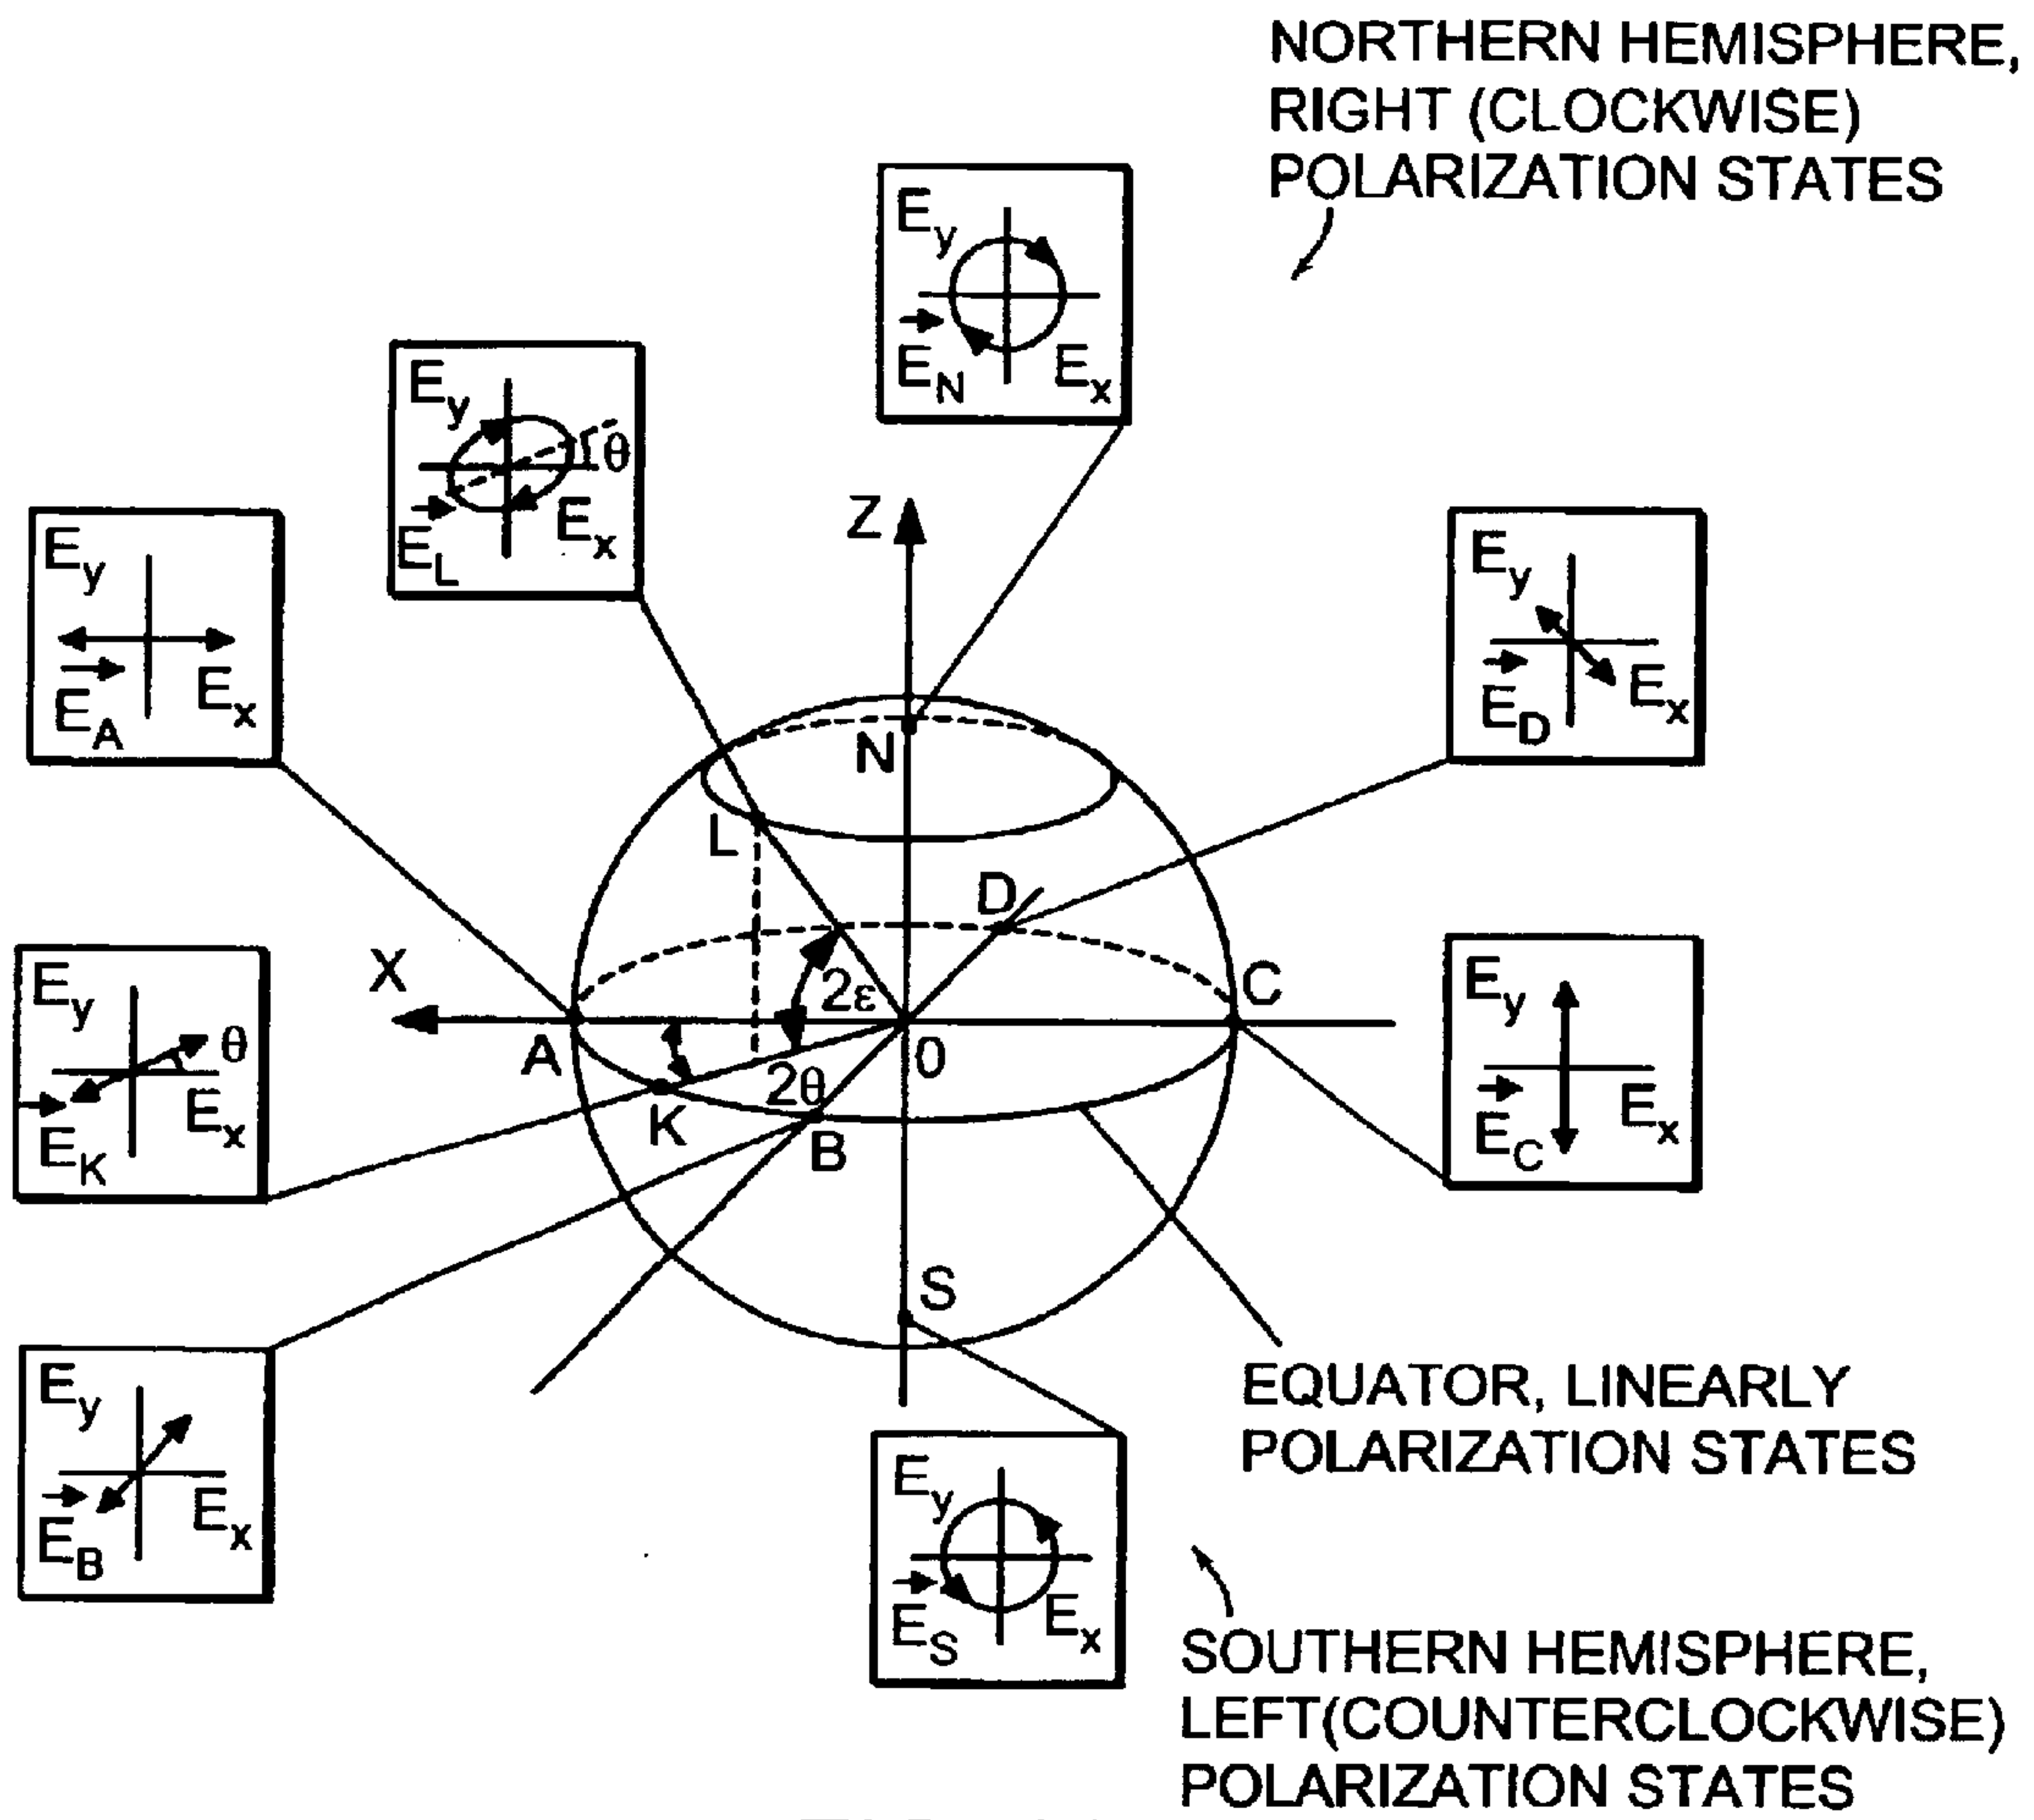 NORTHERN HEMISPHERE,
RIGHT (CLOCKWISE)
POLARIZATION STATES
Ey
EN
Ex
Ey
θ
EL
Ex
Ey
EA
Ex
Z
Ey
ED
Ex
N
L
D
X
2ε
C
A
0
2θ
K
B
Ey
θ
EK
Ex
Ey
EC
Ex
S
Ey
EB
Ex
EQUATOR, LINEARLY
POLARIZATION STATES
Ey
ES
Ex
SOUTHERN HEMISPHERE,
LEFT(COUNTERCLOCKWISE)
POLARIZATION STATES